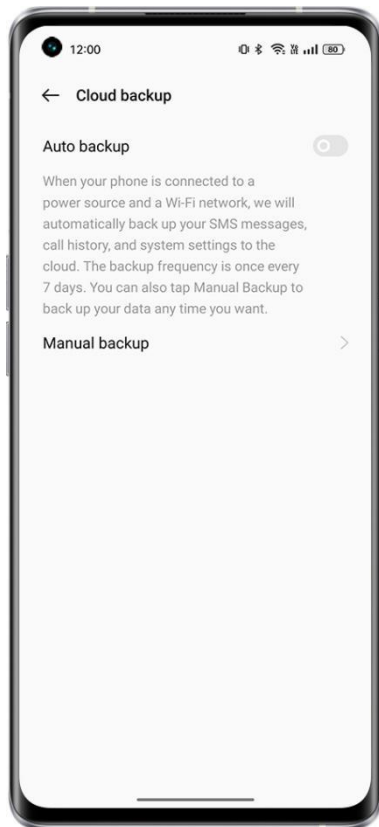 12:00
80
Cloud backup
Auto backup
When your phone is connected to a
power source and a Wi-Fi network, we will
automatically back up your SMS messages,
call history, and system settings to the
cloud. The backup frequency is once every
7 days. You can also tap Manual Backup to
back up your data any time you want.
Manual backup